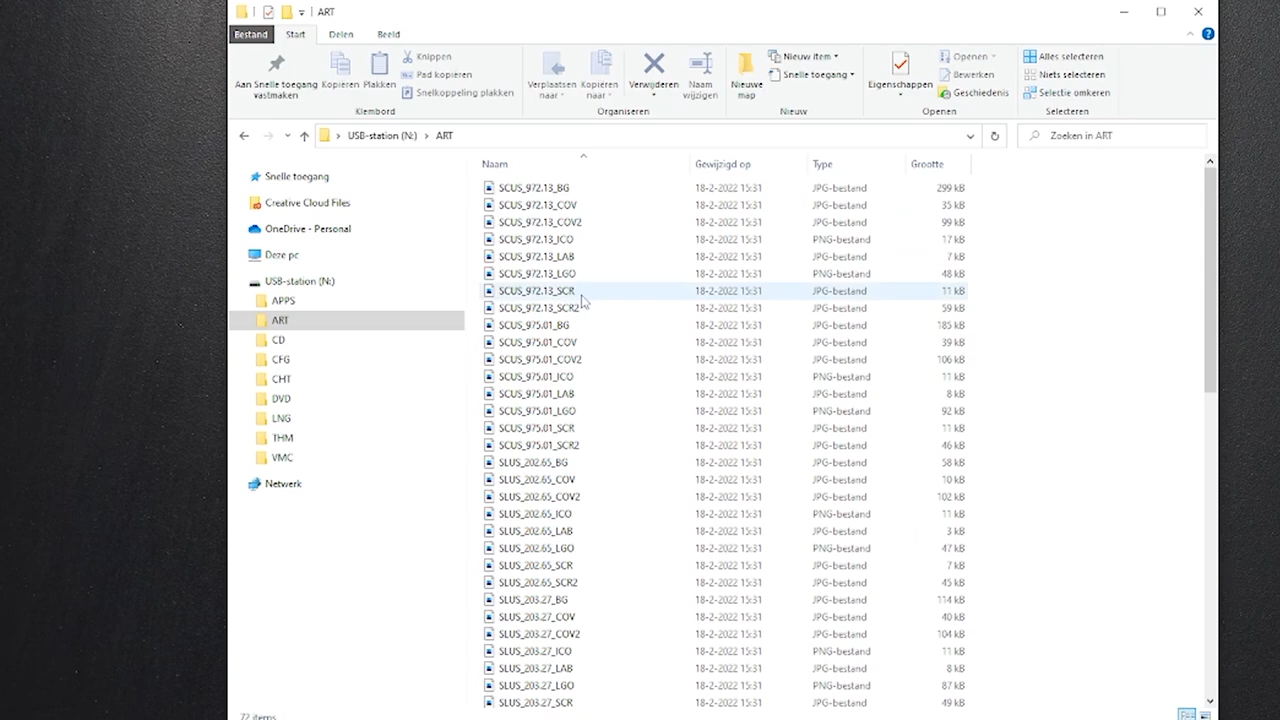 ART
Bestand Start Delen Beeld
Aan Snelle toegang vastmaken
Kopiëren
Plakken
Knippen
Pad kopiëren
Snelkoppeling plakken
Klembord
Verplaatsen naar
Kopiëren naar
Verwijderen
Naam wijzigen
Organiseren
Nieuwe map
Nieuw item
Snelle toegang
Nieuw
Eigenschappen
Openen
Bewerken
Geschiedenis
Openen
Alles selecteren
Niets selecteren
Selectie omkeren
Selecteren
USB-station (N:) > ART
Zoeken in ART
Snelle toegang
Creative Cloud Files
OneDrive - Personal
Deze pc
USB-station (N:)
APPS
ART
CD
CFG
CHT
DVD
LNG
THM
VMC
Netwerk
Naam Gewijzigd op Type Grootte
SCUS_972.13_BG 18-2-2022 15:31 JPG-bestand 299 kB
SCUS_972.13_COV 18-2-2022 15:31 JPG-bestand 35 kB
SCUS_972.13_COV2 18-2-2022 15:31 JPG-bestand 99 kB
SCUS_972.13_ICO 18-2-2022 15:31 PNG-bestand 17 kB
SCUS_972.13_LAB 18-2-2022 15:31 JPG-bestand 7 kB
SCUS_972.13_LGO 18-2-2022 15:31 PNG-bestand 48 kB
SCUS_972.13_SCR 18-2-2022 15:31 JPG-bestand 11 kB
SCUS_972.13_SCR2 18-2-2022 15:31 JPG-bestand 59 kB
SCUS_975.01_BG 18-2-2022 15:31 JPG-bestand 185 kB
SCUS_975.01_COV 18-2-2022 15:31 JPG-bestand 39 kB
SCUS_975.01_COV2 18-2-2022 15:31 JPG-bestand 106 kB
SCUS_975.01_ICO 18-2-2022 15:31 PNG-bestand 11 kB
SCUS_975.01_LAB 18-2-2022 15:31 JPG-bestand 8 kB
SCUS_975.01_LGO 18-2-2022 15:31 PNG-bestand 92 kB
SCUS_975.01_SCR 18-2-2022 15:31 JPG-bestand 11 kB
SCUS_975.01_SCR2 18-2-2022 15:31 JPG-bestand 46 kB
SLUS_202.65_BG 18-2-2022 15:31 JPG-bestand 58 kB
SLUS_202.65_COV 18-2-2022 15:31 JPG-bestand 10 kB
SLUS_202.65_COV2 18-2-2022 15:31 JPG-bestand 102 kB
SLUS_202.65_ICO 18-2-2022 15:31 PNG-bestand 11 kB
SLUS_202.65_LAB 18-2-2022 15:31 JPG-bestand 3 kB
SLUS_202.65_LGO 18-2-2022 15:31 PNG-bestand 47 kB
SLUS_202.65_SCR 18-2-2022 15:31 JPG-bestand 7 kB
SLUS_202.65_SCR2 18-2-2022 15:31 JPG-bestand 45 kB
SLUS_203.27_BG 18-2-2022 15:31 JPG-bestand 114 kB
SLUS_203.27_COV 18-2-2022 15:31 JPG-bestand 40 kB
SLUS_203.27_COV2 18-2-2022 15:31 JPG-bestand 104 kB
SLUS_203.27_ICO 18-2-2022 15:31 PNG-bestand 11 kB
SLUS_203.27_LAB 18-2-2022 15:31 JPG-bestand 8 kB
SLUS_203.27_LGO 18-2-2022 15:31 PNG-bestand 87 kB
SLUS_203.27_SCR 18-2-2022 15:31 JPG-bestand 49 kB
72 items